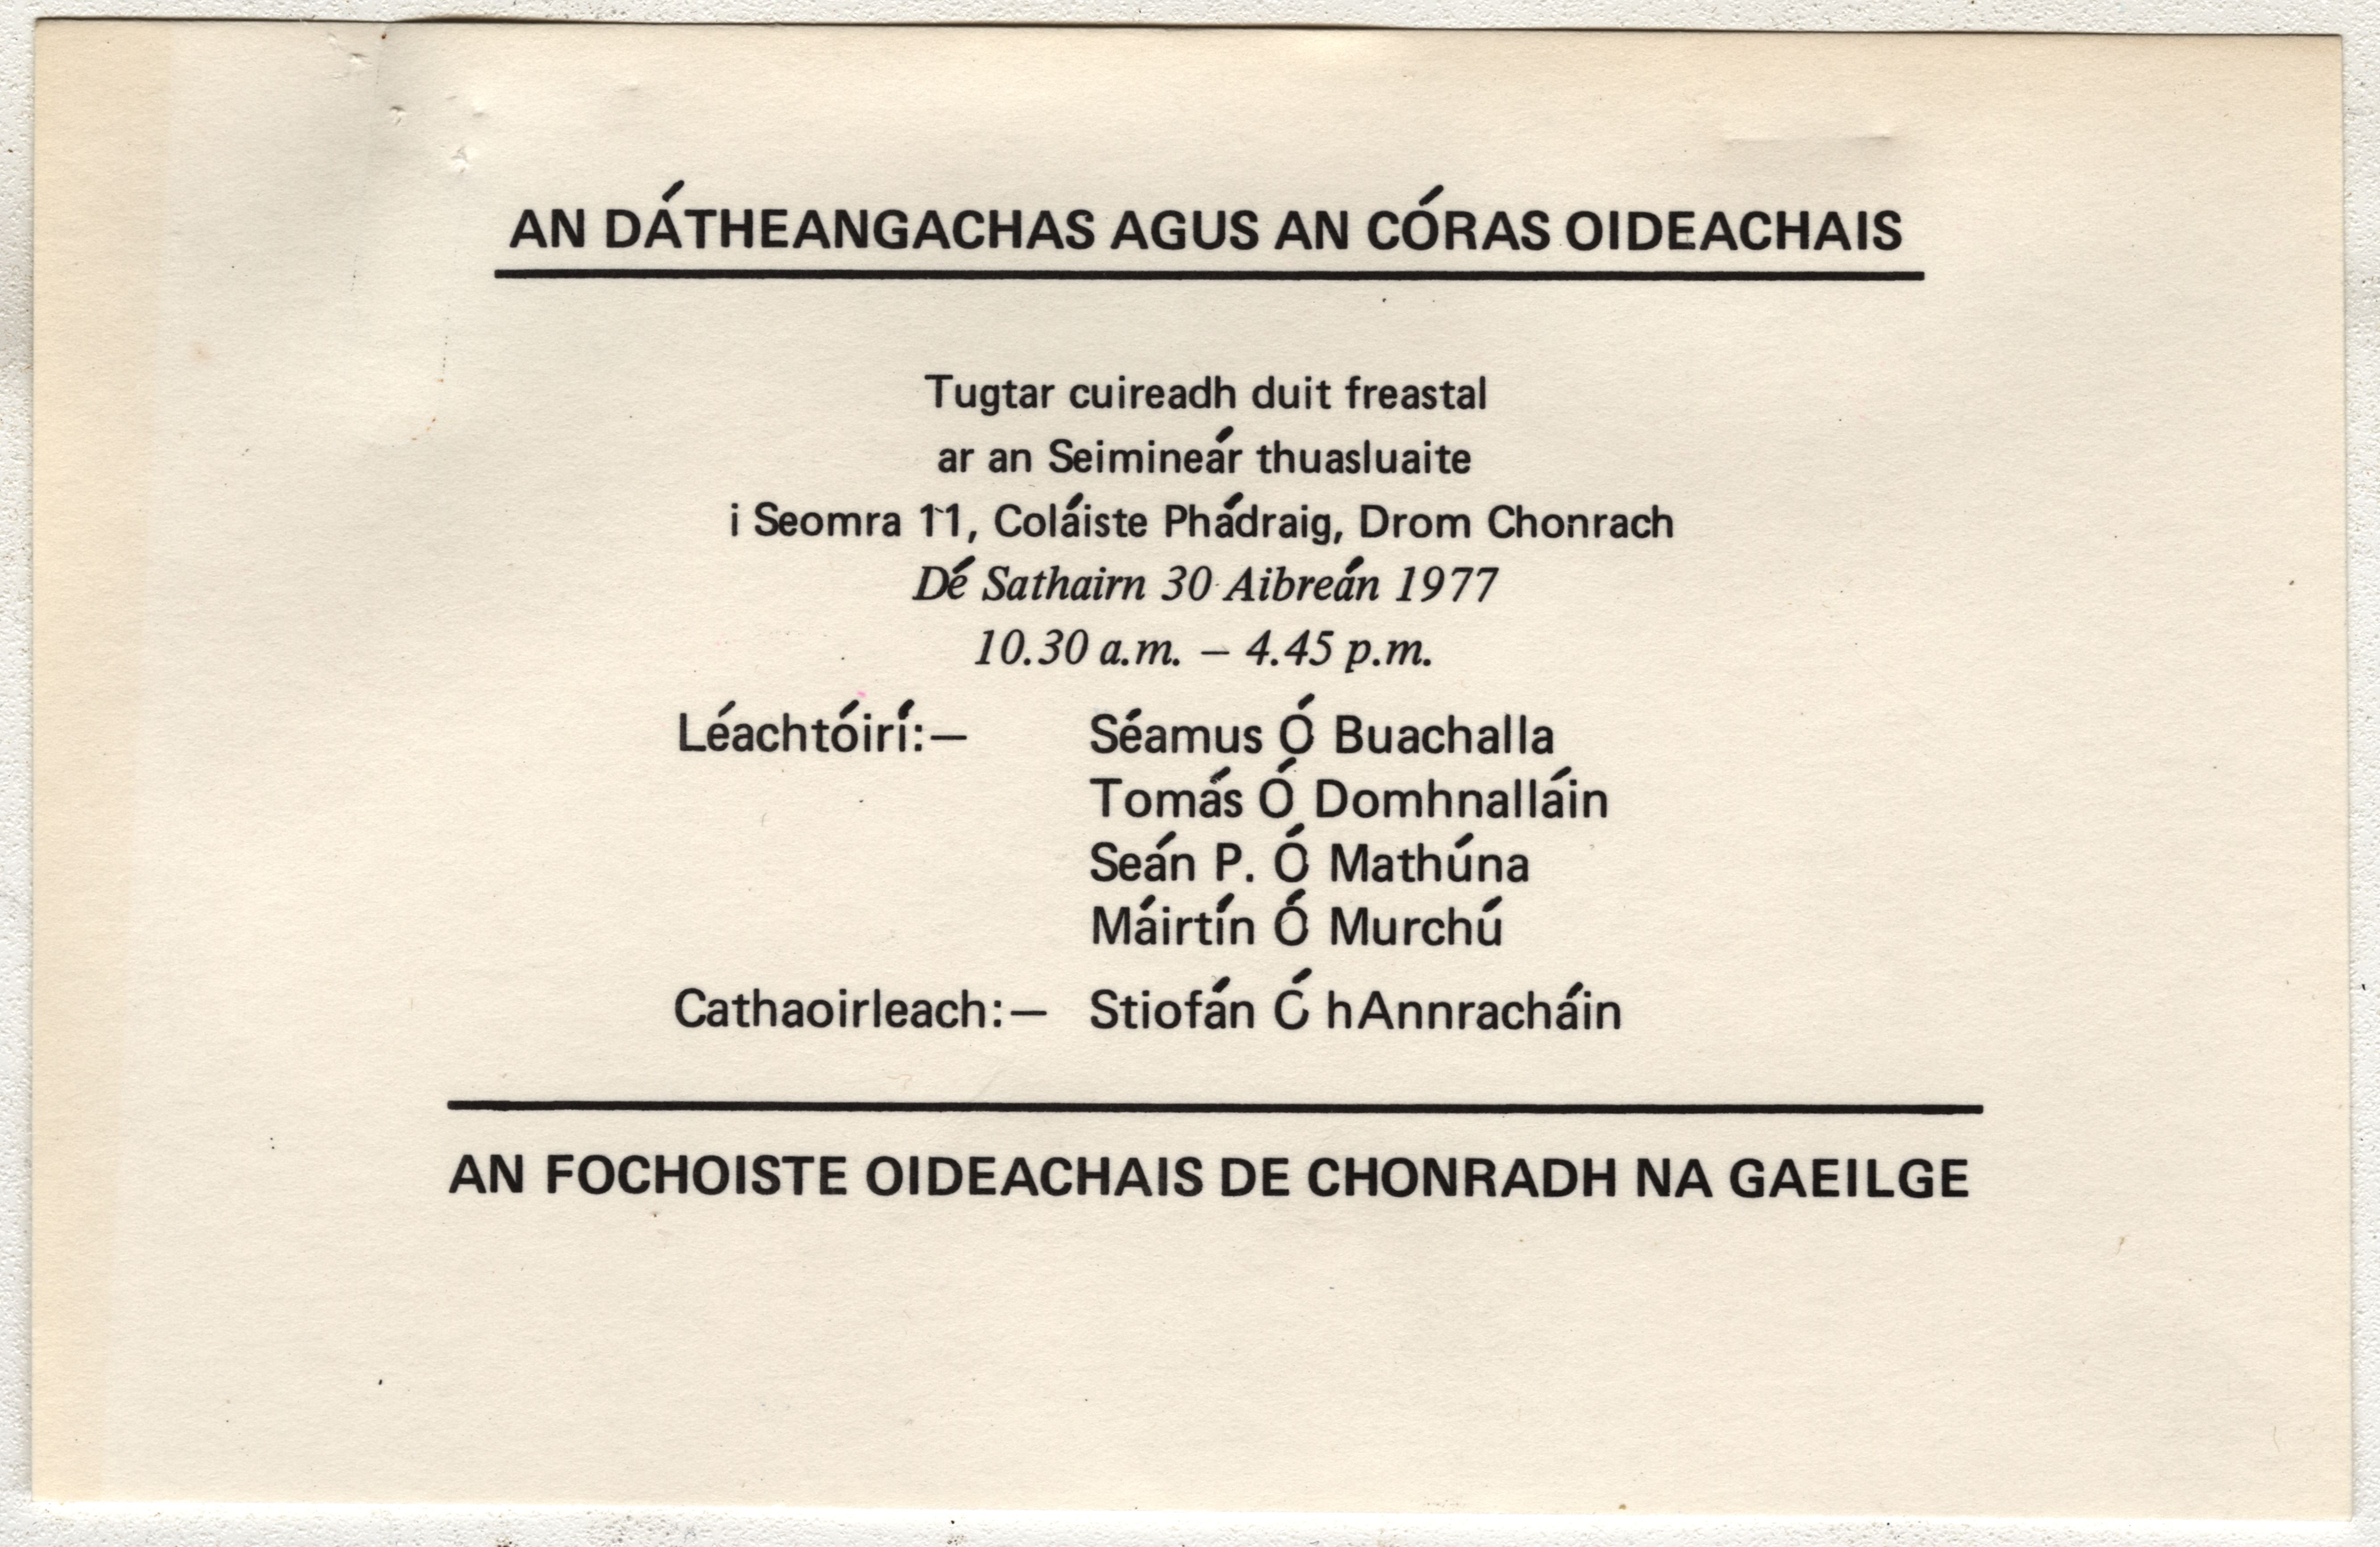 AN DÁTHEANGACHAS AGUS AN CÓRAS OIDEACHAIS
Tugtar cuireadh duit freastal
ar an Seimineár thuasluaite
i Seomra 11, Coláiste Phádraig, Drom Chonrach
Dé Sathairn 30 Aibreán 1977
10.30 a.m. – 4.45 p.m.
Léachtóirí:– Séamus Ó Buachalla
Tomás Ó Domhnalláin
Seán P. Ó Mathúna
Máirtín Ó Murchú
Cathaoirleach:– Stiofán Ó hAnnracháin
AN FOCHOISTE OIDEACHAIS DE CHONRADH NA GAEILGE